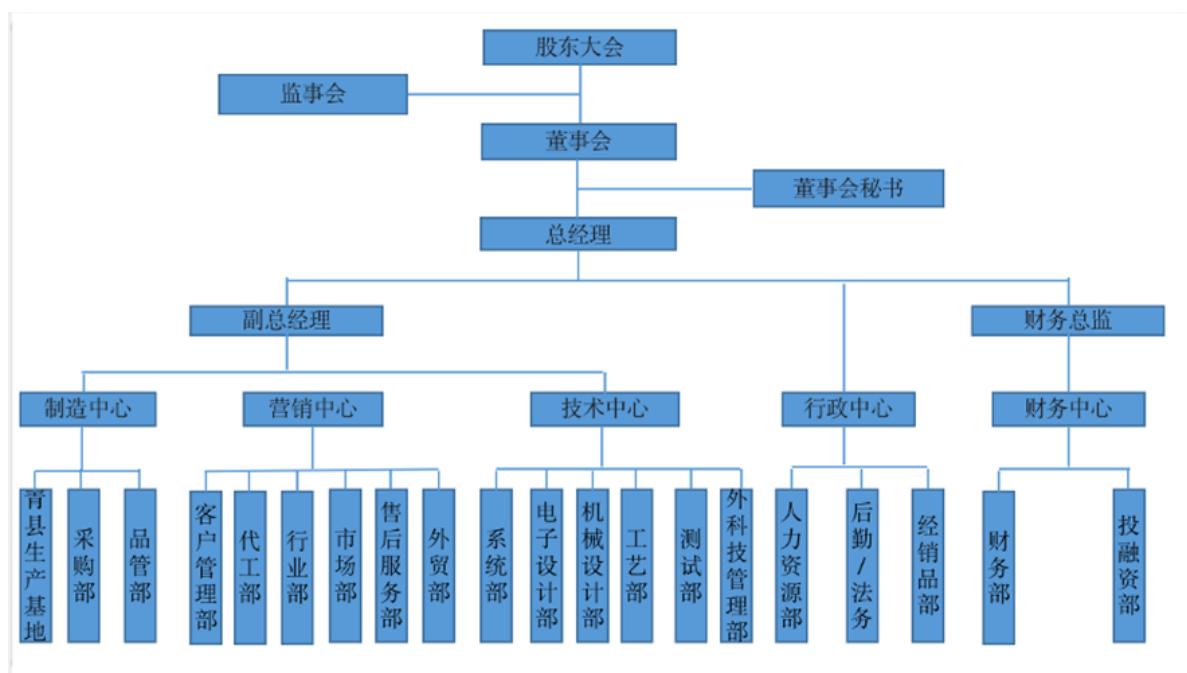 股东大会
监事会
董事会
董事会秘书
总经理
副总经理
财务总监
制造中心
营销中心
技术中心
行政中心
财务中心
青县生产基地
采购部
品管部
客户管理部
代工部
行业部
市场部
售后服务部
外贸部
系统部
电子设计部
机械设计部
工艺部
测试部
外科技管理部
人力资源部
后勤/法务
经销品部
财务部
投融资部